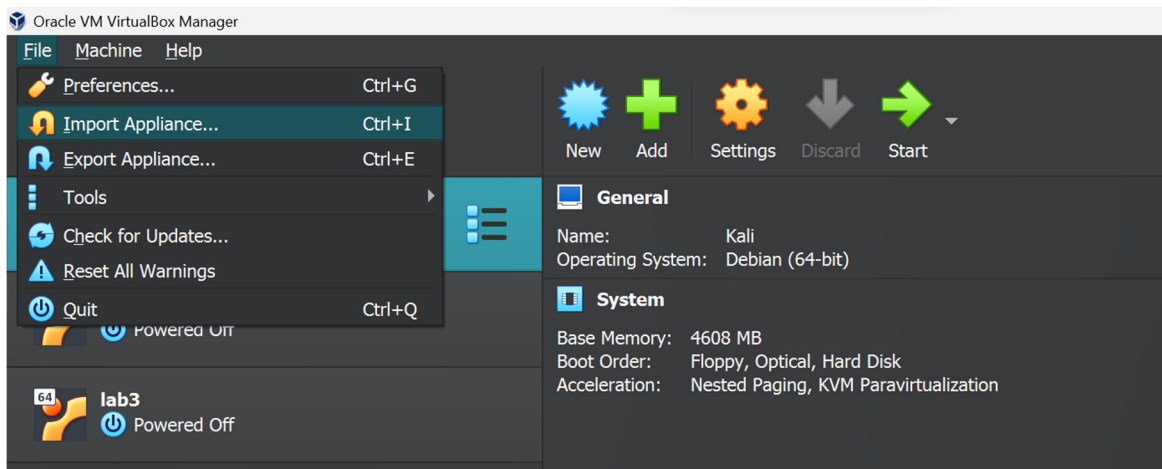 Oracle VM VirtualBox Manager
File Machine Help
Preferences... Ctrl+G
Import Appliance... Ctrl+I
Export Appliance... Ctrl+E
Tools
Check for Updates...
Reset All Warnings
Quit Ctrl+Q
Powered Off
64
lab3
Powered Off
New Add Settings Discard Start
General
Name: Kali
Operating System: Debian (64-bit)
System
Base Memory: 4608 MB
Boot Order: Floppy, Optical, Hard Disk
Acceleration: Nested Paging, KVM Paravirtualization